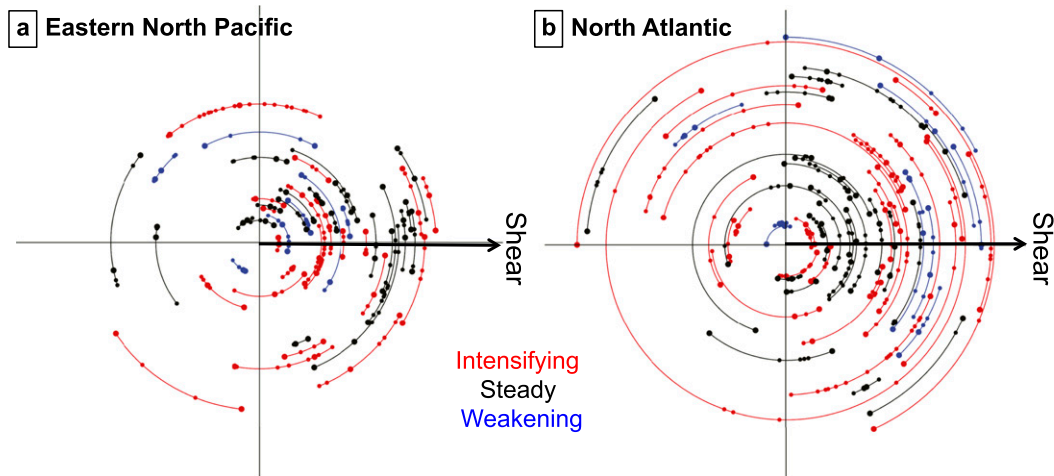 a Eastern North Pacific
b North Atlantic
Shear
Shear
Intensifying
Steady
Weakening